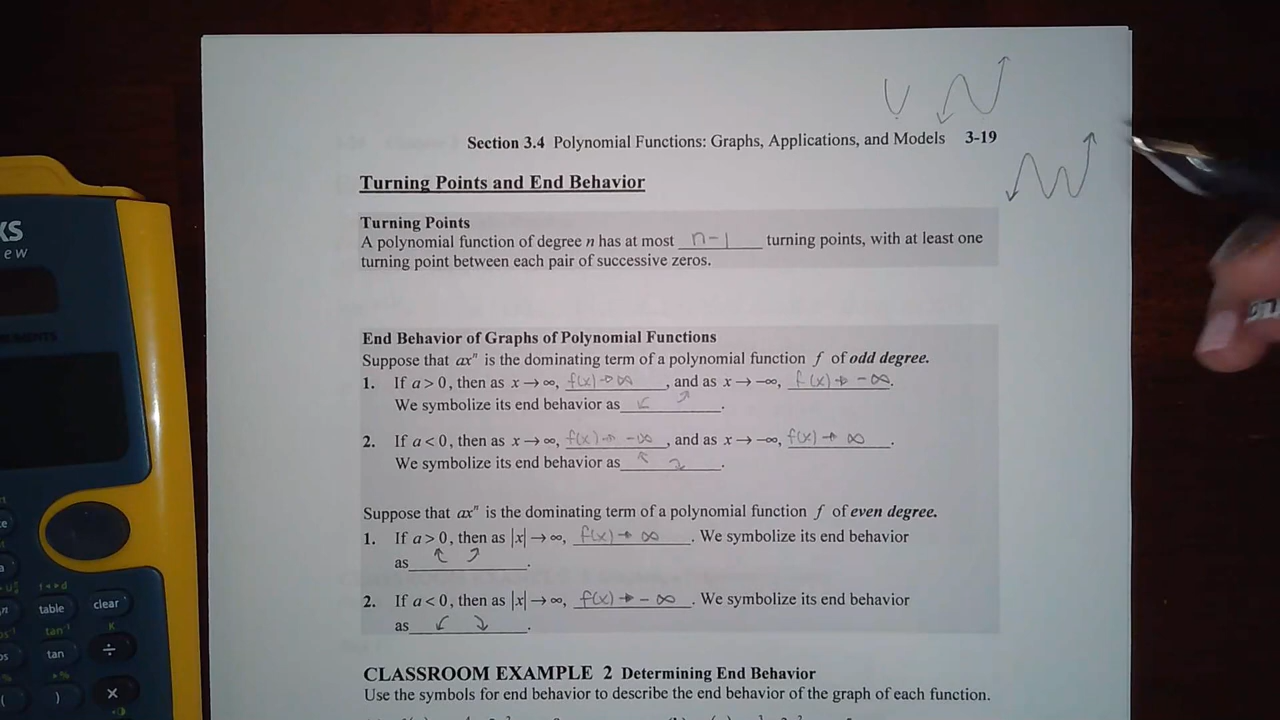 Section 3.4 Polynomial Functions: Graphs, Applications, and Models 3-19
Turning Points and End Behavior
Turning Points
A polynomial function of degree n has at most n-1 turning points, with at least one
turning point between each pair of successive zeros.
End Behavior of Graphs of Polynomial Functions
Suppose that axⁿ is the dominating term of a polynomial function f of odd degree.
1. If a > 0, then as x → ∞, f(x) → ∞, and as x → −∞, f(x) → −∞.
We symbolize its end behavior as ↙ ↗.
2. If a < 0, then as x → ∞, f(x) → −∞, and as x → −∞, f(x) → ∞.
We symbolize its end behavior as ↖ ↘.
Suppose that axⁿ is the dominating term of a polynomial function f of even degree.
1. If a > 0, then as |x| → ∞, f(x) → ∞. We symbolize its end behavior
as ↖ ↗.
2. If a < 0, then as |x| → ∞, f(x) → −∞. We symbolize its end behavior
as ↙ ↘.
CLASSROOM EXAMPLE 2 Determining End Behavior
Use the symbols for end behavior to describe the end behavior of the graph of each function.
ew
table
clear
tan⁻¹
K
tan
÷
)
×